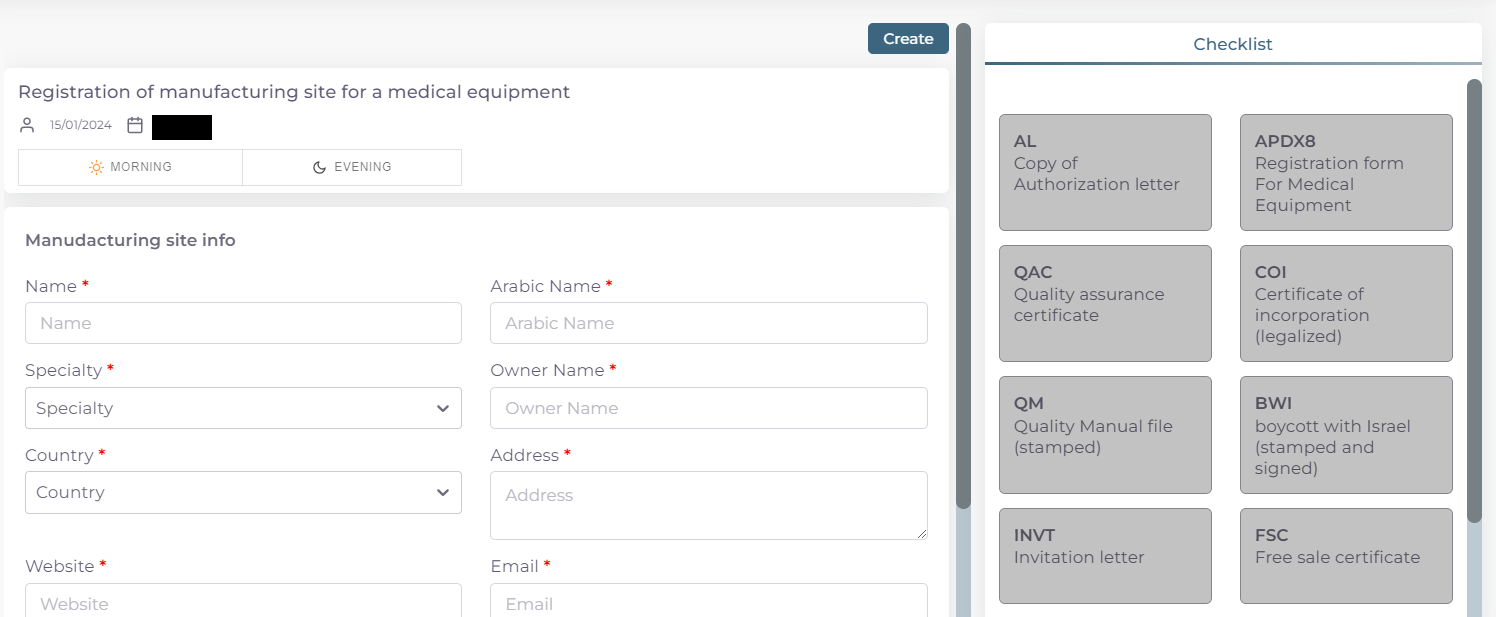 Create
Registration of manufacturing site for a medical equipment
15/01/2024
MORNING
EVENING
Manudacturing site info
Name *
Name
Arabic Name *
Arabic Name
Specialty *
Specialty
Owner Name *
Owner Name
Country *
Country
Address *
Address
Website *
Website
Email *
Email
Checklist
AL
Copy of
Authorization letter
APDX8
Registration form
For Medical
Equipment
QAC
Quality assurance
certificate
COI
Certificate of
incorporation
(legalized)
QM
Quality Manual file
(stamped)
BWI
boycott with Israel
(stamped and
signed)
INVT
Invitation letter
FSC
Free sale certificate